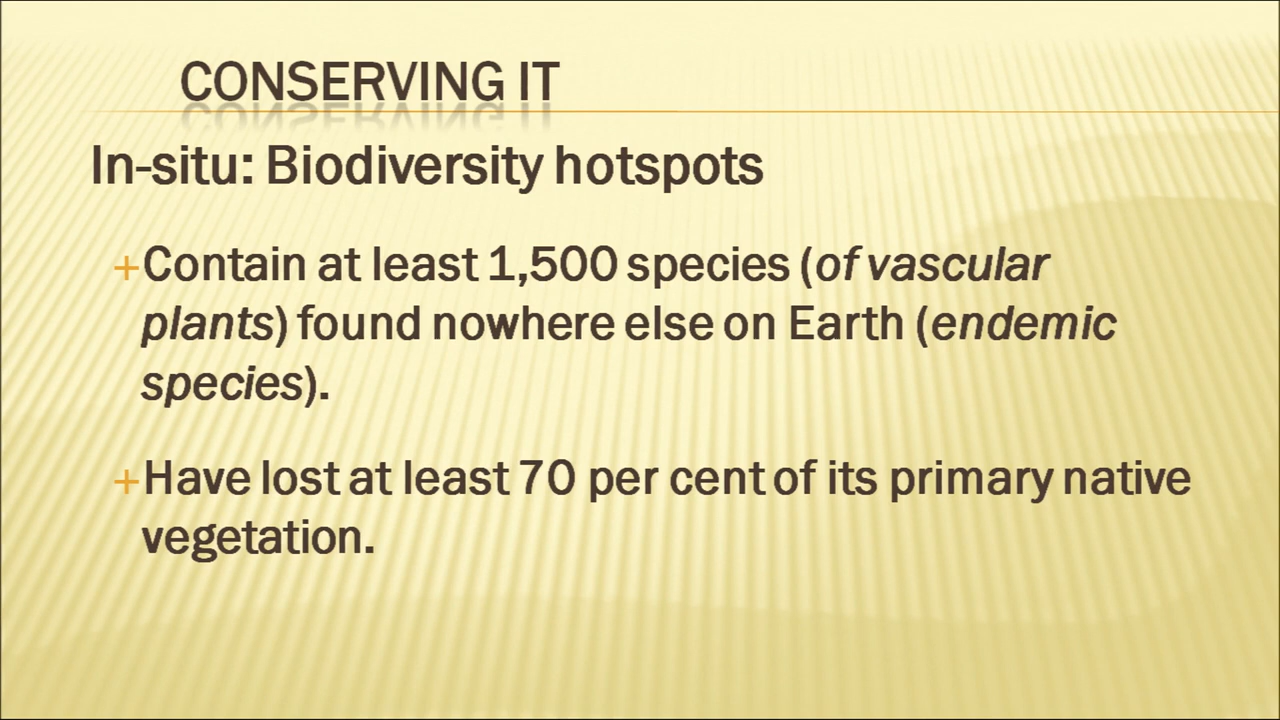 CONSERVING IT
In-situ: Biodiversity hotspots
+Contain at least 1,500 species (of vascular
plants) found nowhere else on Earth (endemic
species).
+Have lost at least 70 per cent of its primary native
vegetation.